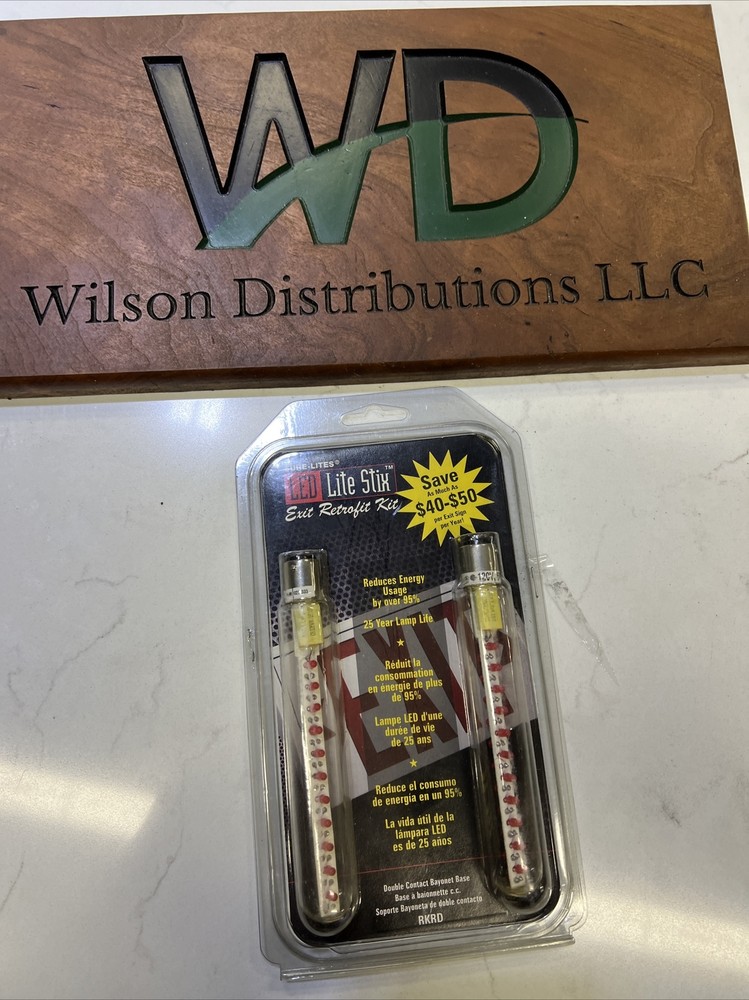 WD
Wilson Distributions LLC
LED Lite Stix™
Exit Retrofit Kit
Save
As Much As
$40-$50
per Exit Sign
per Year!
120V
Reduces Energy
Usage
by over 95%
25 Year Lamp Life
Réduit la
consommation
en énergie de plus
de 95%
Lampe LED d'une
durée de vie
de 25 ans
Reduce el consumo
de energía en un 95%
La vida útil de la
lámpara LED
es de 25 años
EXIT
Double Contact Bayonet Base
Base à baionnette c.c.
Soporte Bayoneta de doble contacto
RKRD